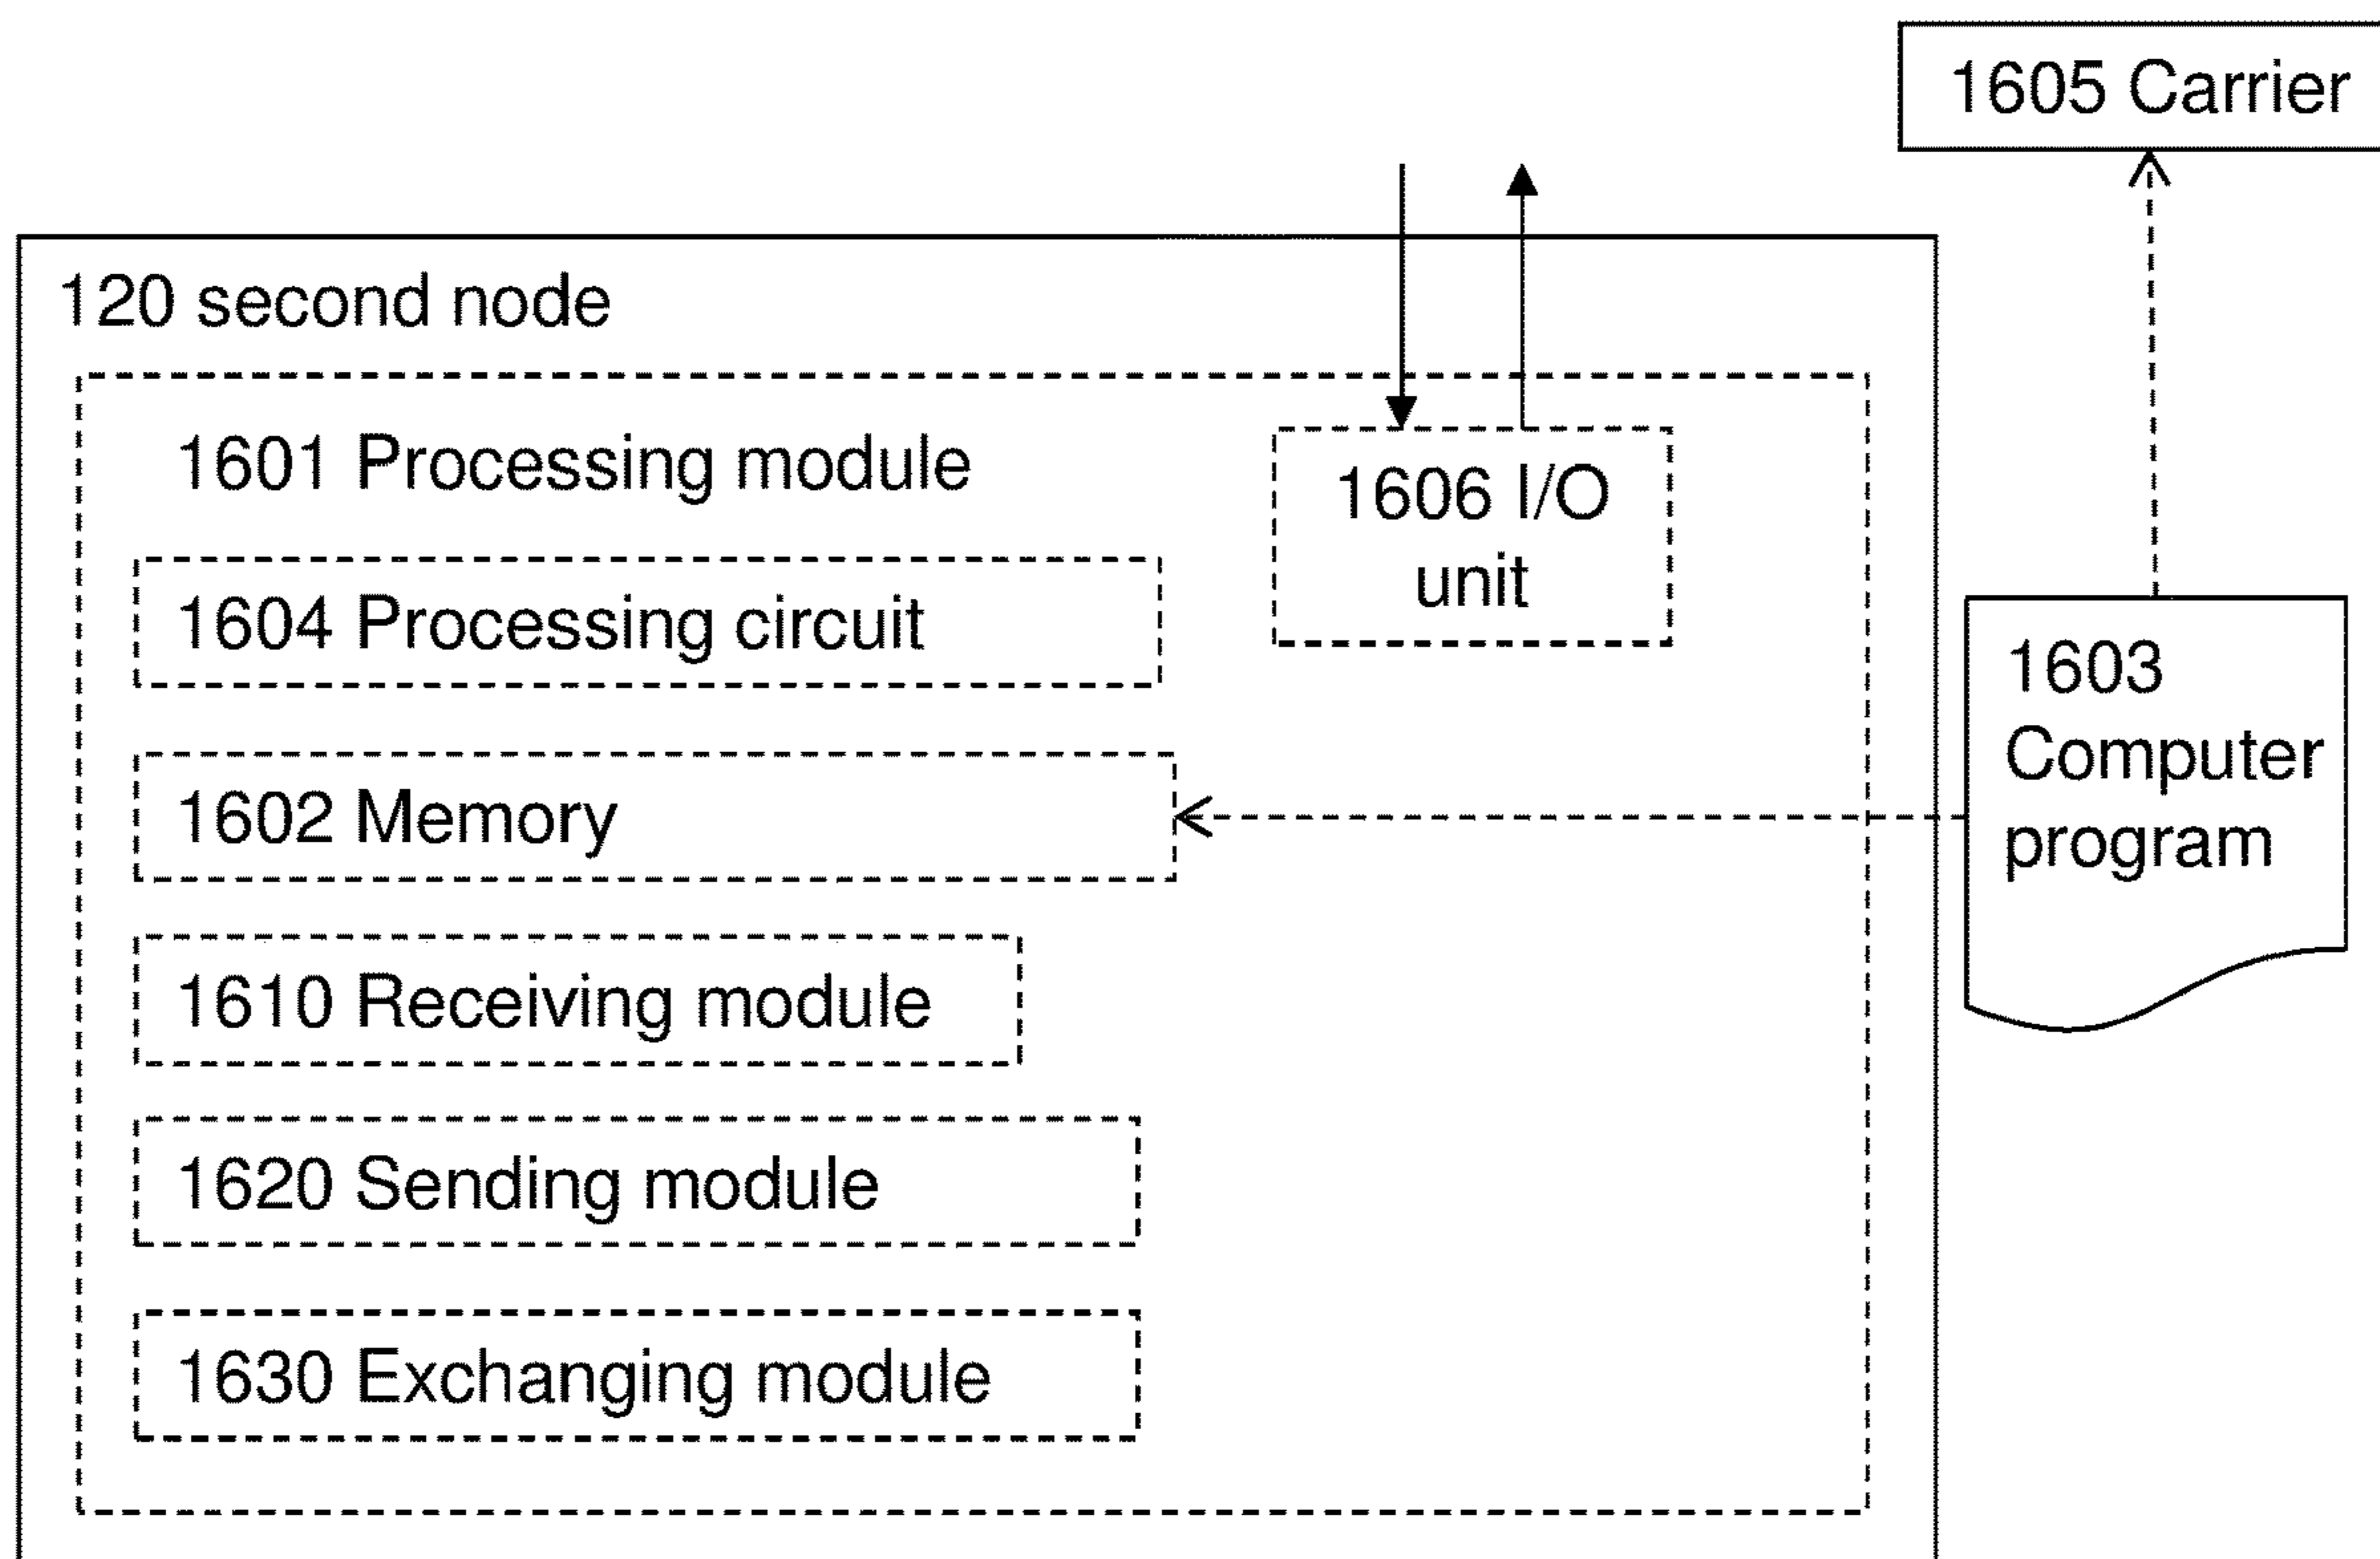 1605 Carrier
120 second node
1601 Processing module
1606 I/O
unit
1604 Processing circuit
1603
Computer
program
1602 Memory
1610 Receiving module
1620 Sending module
1630 Exchanging module